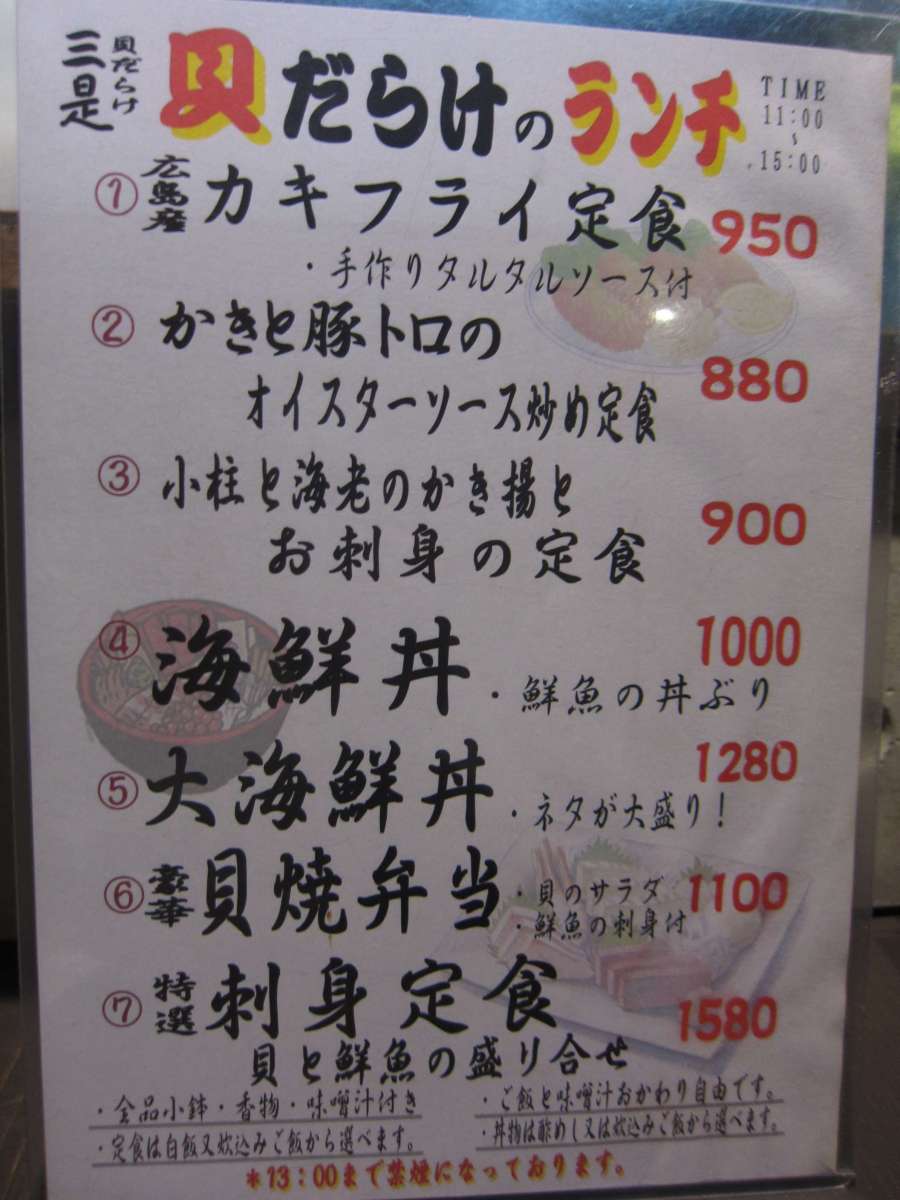 貝だらけ
三是
貝だらけのランチ
TIME
11:00
~
15:00
① 広島産 カキフライ定食 950
・手作りタルタルソース付
② かきと豚トロの
オイスターソース炒め定食 880
③ 小柱と海老のかき揚と
お刺身の定食 900
④ 海鮮丼 1000
・鮮魚の丼ぶり
⑤ 大海鮮丼 1280
・ネタが大盛り!
⑥ 豪華 貝焼弁当 1100
・貝のサラダ
・鮮魚の刺身付
⑦ 特選 刺身定食 1580
貝と鮮魚の盛り合せ
・全品小鉢・香物・味噌汁付き
・定食は白飯又炊込みご飯から選べます。
・ご飯と味噌汁おかわり自由です。
・丼物は酢めし又は炊込みご飯から選べます。
*13:00まで禁煙になっております。